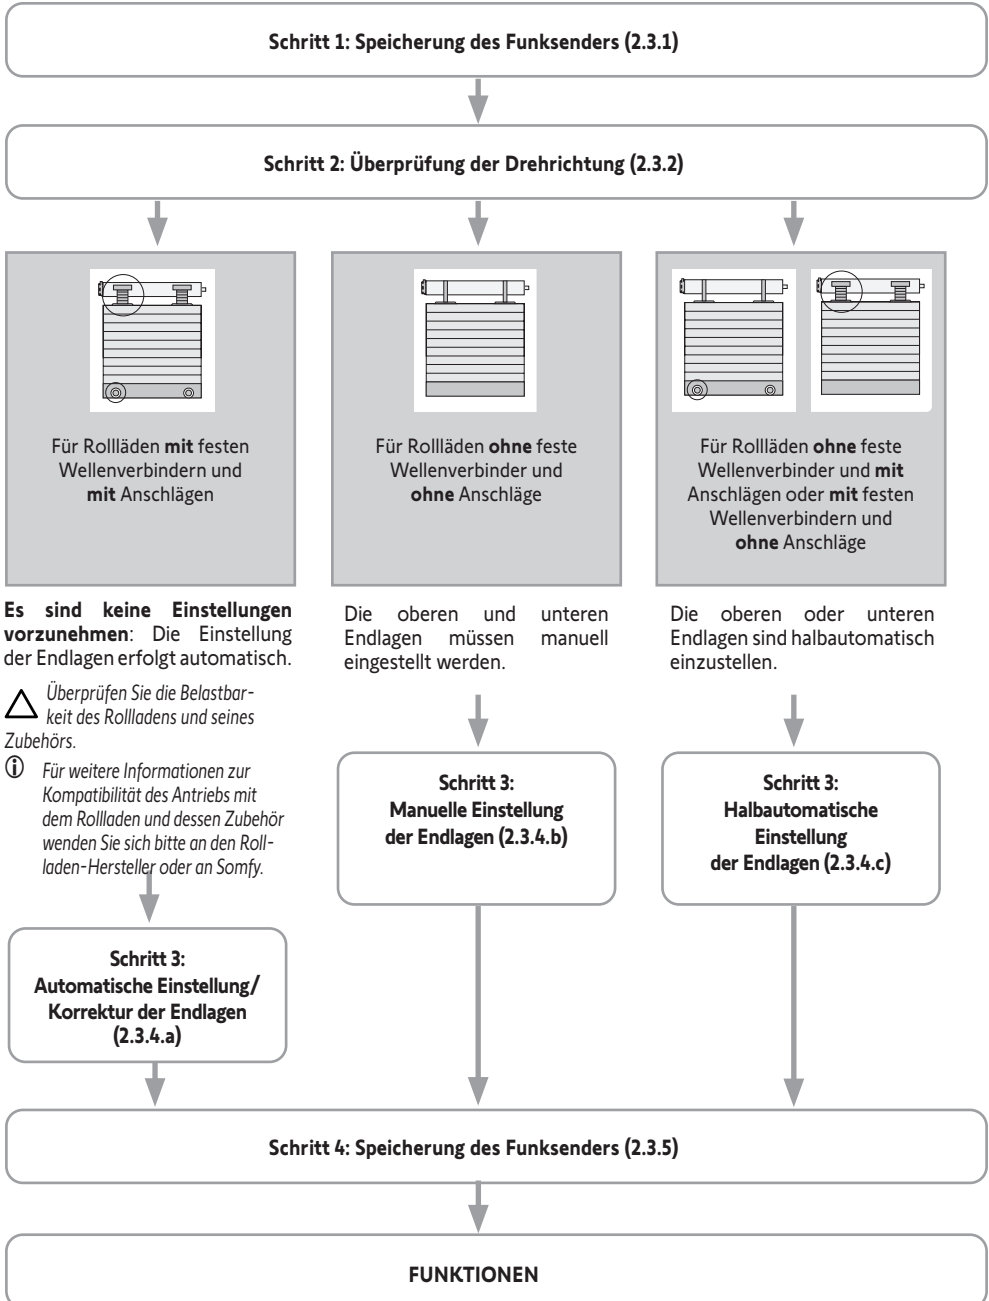 Schritt 1: Speicherung des Funksenders (2.3.1)
Schritt 2: Überprüfung der Drehrichtung (2.3.2)
Für Rollläden mit festen
Wellenverbindern und
mit Anschlägen
Es sind keine Einstellungen
vorzunehmen: Die Einstellung
der Endlagen erfolgt automatisch.
Überprüfen Sie die Belastbar-
keit des Rollladens und seines
Zubehörs.
Für weitere Informationen zur
Kompatibilität des Antriebs mit
dem Rollladen und dessen Zubehör
wenden Sie sich bitte an den Roll-
laden-Hersteller oder an Somfy.
Schritt 3:
Automatische Einstellung/
Korrektur der Endlagen
(2.3.4.a)
Für Rollläden ohne feste
Wellenverbinder und
ohne Anschläge
Die oberen und unteren
Endlagen müssen manuell
eingestellt werden.
Schritt 3:
Manuelle Einstellung
der Endlagen (2.3.4.b)
Für Rollläden ohne feste
Wellenverbinder und mit
Anschlägen oder mit festen
Wellenverbindern und
ohne Anschläge
Die oberen oder unteren
Endlagen sind halbautomatisch
einzustellen.
Schritt 3:
Halbautomatische
Einstellung
der Endlagen (2.3.4.c)
Schritt 4: Speicherung des Funksenders (2.3.5)
FUNKTIONEN